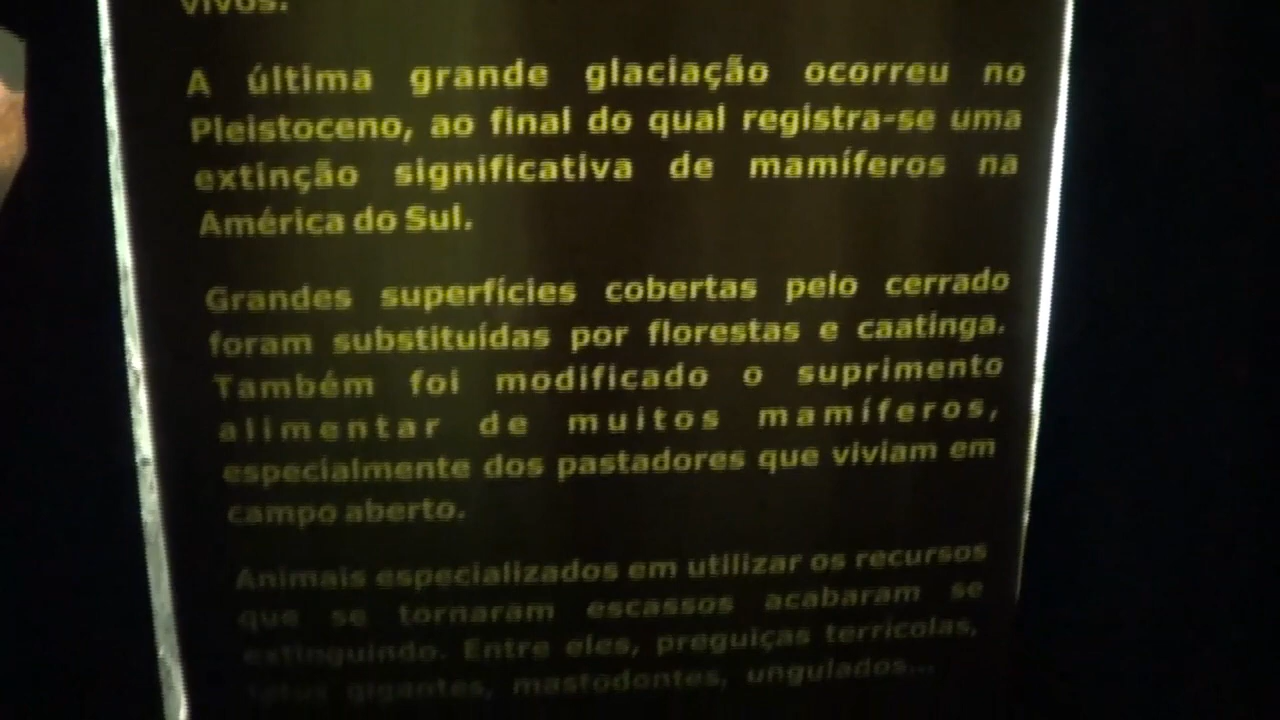 vivos.
A última grande glaciação ocorreu no
Pleistoceno, ao final do qual registra-se uma
extinção significativa de mamíferos na
América do Sul.
Grandes superfícies cobertas pelo cerrado
foram substituídas por florestas e caatinga.
Também foi modificado o suprimento
alimentar de muitos mamíferos,
especialmente dos pastadores que viviam em
campo aberto.
Animais especializados em utilizar os recursos
que se tornaram escassos acabaram se
extinguindo. Entre eles, preguiças terrícolas,
tatus gigantes, mastodontes, ungulados...